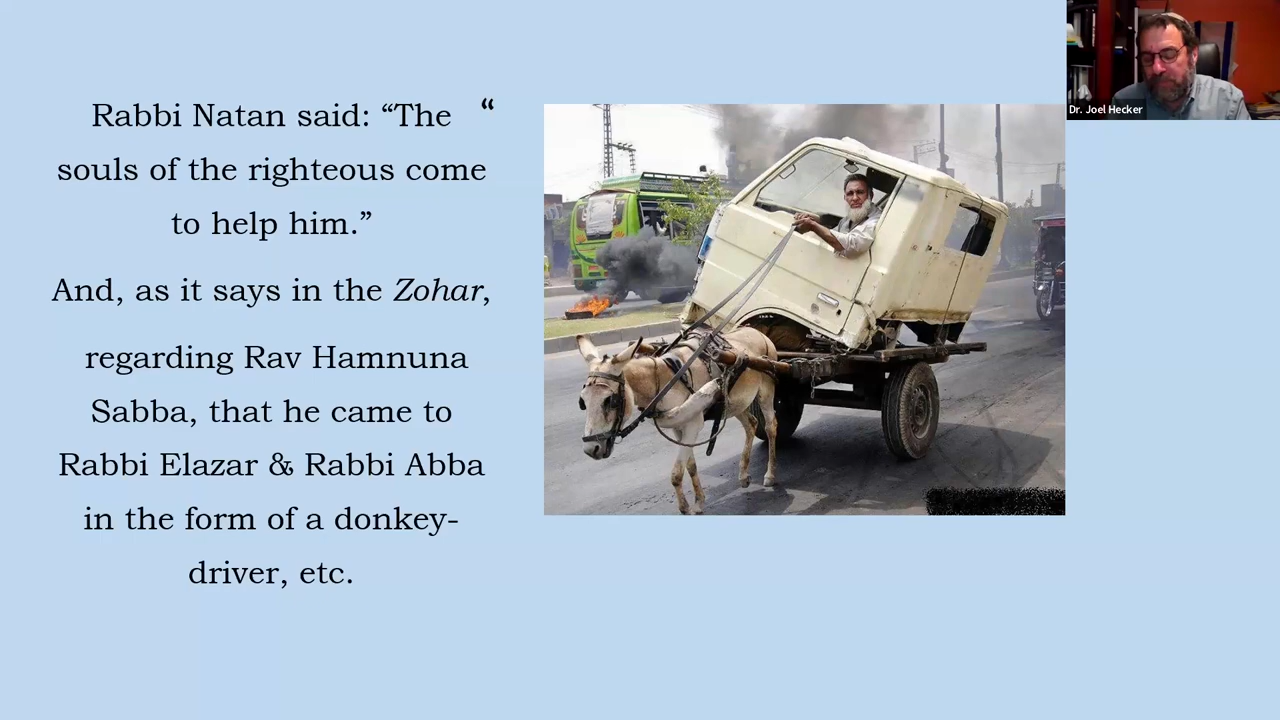 Rabbi Natan said: “The “
souls of the righteous come
to help him.”
And, as it says in the Zohar,
regarding Rav Hamnuna
Sabba, that he came to
Rabbi Elazar & Rabbi Abba
in the form of a donkey-
driver, etc.
Dr. Joel Hecker